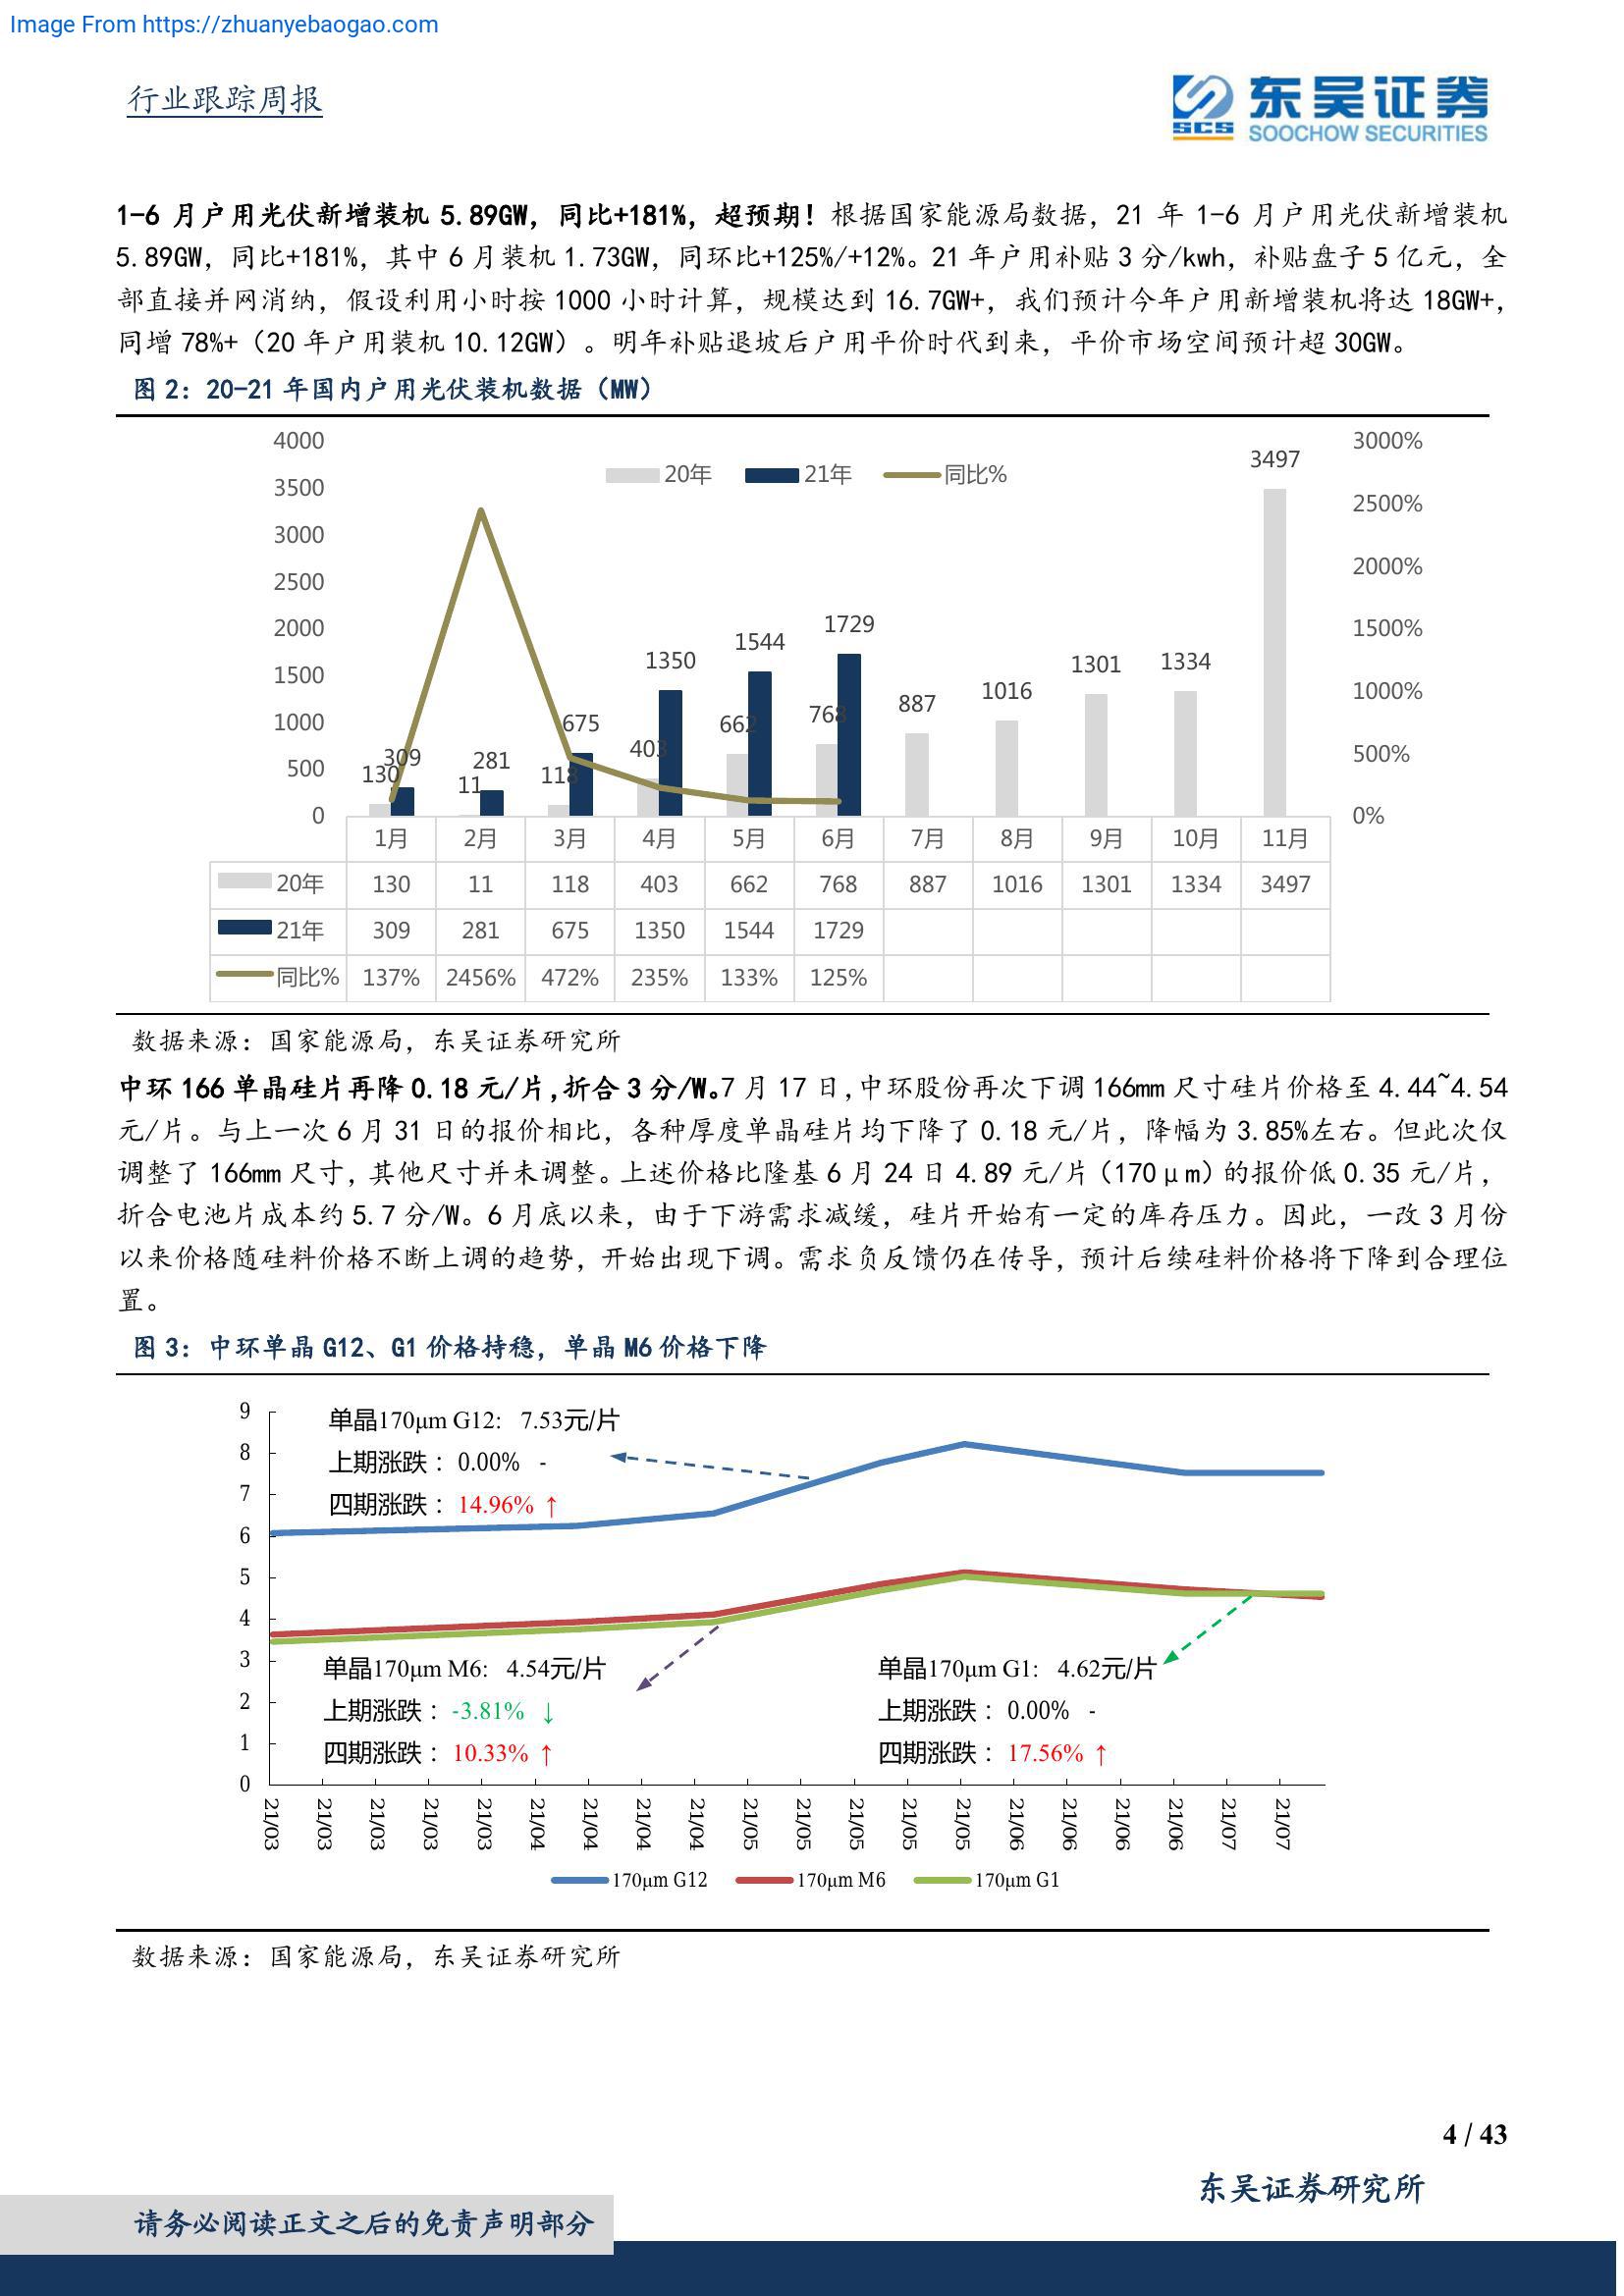 Image From https://zhuanyebaogao.com
行业跟踪周报
东吴证券
SCS
SOOCHOW SECURITIES
1-6 月户用光伏新增装机 5.89GW，同比+181%，超预期！根据国家能源局数据，21 年 1-6 月户用光伏新增装机
5.89GW，同比+181%，其中 6 月装机 1.73GW，同环比+125%/+12%。21 年户用补贴 3 分/kwh，补贴盘子 5 亿元，全
部直接并网消纳，假设利用小时按 1000 小时计算，规模达到 16.7GW+，我们预计今年户用新增装机将达 18GW+，
同增 78%+（20 年户用装机 10.12GW）。明年补贴退坡后户用平价时代到来，平价市场空间预计超 30GW。
图 2：20-21 年国内户用光伏装机数据（MW）
4000
3500
3000
2500
2000
1500
1000
500
0
20年 21年 同比%
3000%
2500%
2000%
1500%
1000%
500%
0%
130 309 11 281 118 675 403 1350 662 1544 768 1729 887 1016 1301 1334 3497
1月 2月 3月 4月 5月 6月 7月 8月 9月 10月 11月
20年 130 11 118 403 662 768 887 1016 1301 1334 3497
21年 309 281 675 1350 1544 1729
同比% 137% 2456% 472% 235% 133% 125%
数据来源：国家能源局，东吴证券研究所
中环 166 单晶硅片再降 0.18 元/片,折合 3 分/W。7 月 17 日,中环股份再次下调 166mm 尺寸硅片价格至 4.44~4.54
元/片。与上一次 6 月 31 日的报价相比，各种厚度单晶硅片均下降了 0.18 元/片，降幅为 3.85%左右。但此次仅
调整了 166mm 尺寸，其他尺寸并未调整。上述价格比隆基 6 月 24 日 4.89 元/片（170μm）的报价低 0.35 元/片，
折合电池片成本约 5.7 分/W。6 月底以来，由于下游需求减缓，硅片开始有一定的库存压力。因此，一改 3 月份
以来价格随硅料价格不断上调的趋势，开始出现下调。需求负反馈仍在传导，预计后续硅料价格将下降到合理位
置。
图 3：中环单晶 G12、G1 价格持稳，单晶 M6 价格下降
9
8
7
6
5
4
3
2
1
0
单晶170μm G12: 7.53元/片
上期涨跌： 0.00% -
四期涨跌： 14.96% ↑
单晶170μm M6: 4.54元/片
上期涨跌： -3.81% ↓
四期涨跌： 10.33% ↑
单晶170μm G1: 4.62元/片
上期涨跌： 0.00% -
四期涨跌： 17.56% ↑
21/03 21/03 21/03 21/03 21/03 21/04 21/04 21/04 21/04 21/05 21/05 21/05 21/05 21/05 21/06 21/06 21/06 21/06 21/07 21/07
170μm G12 170μm M6 170μm G1
数据来源：国家能源局，东吴证券研究所
4 / 43
东吴证券研究所
请务必阅读正文之后的免责声明部分